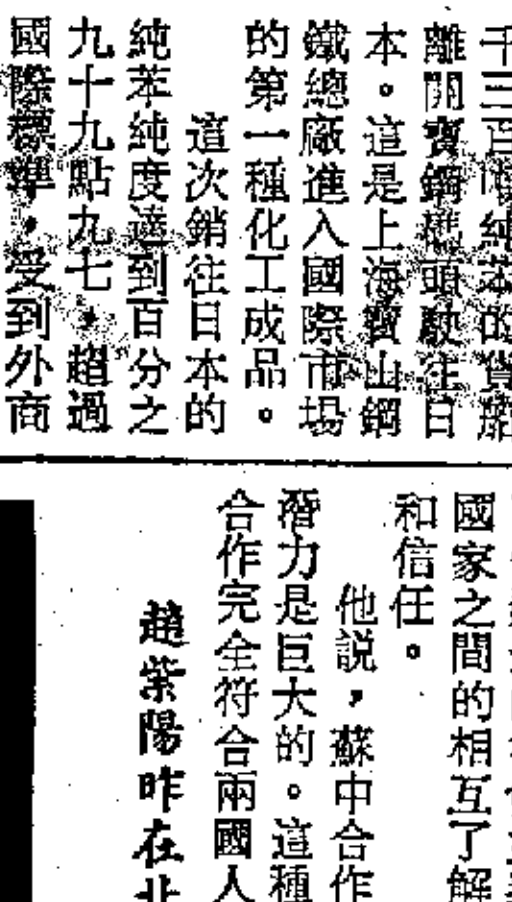 千三百噸純苯的貨船
離開寶鋼碼頭駛往日
本。這是上海寶山鋼
鐵總廠進入國際市場
的第一種化工成品。
這次銷往日本的
純苯純度達到百分之
九十九點九七，超過
國際標準，受到外商
國家之間的相互了解
和信任。
他説，蘇中合作
潛力是巨大的。這種
合作完全符合兩國人
趙紫陽昨在北